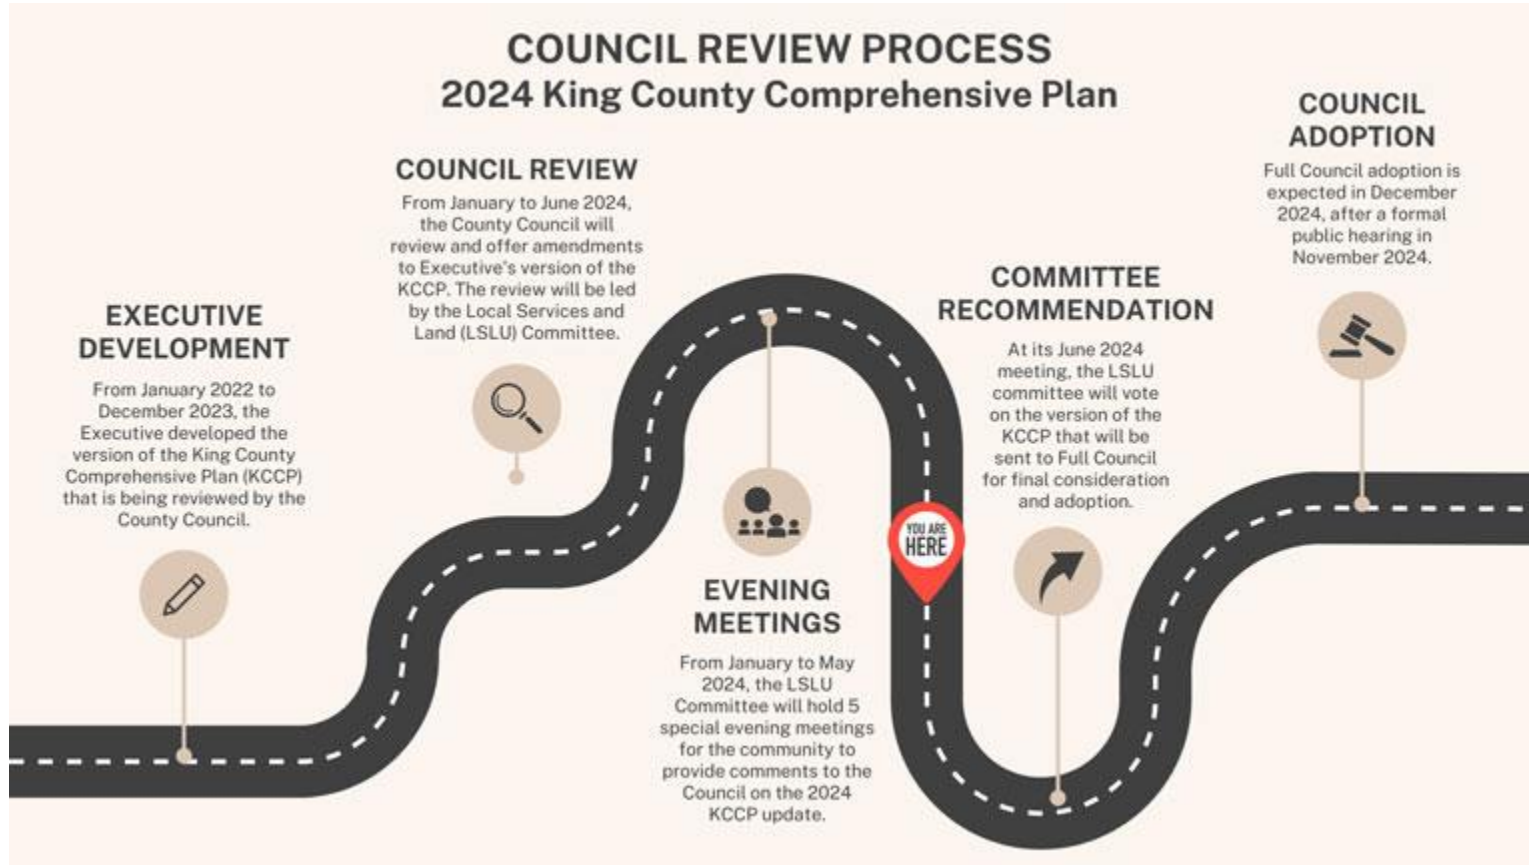 COUNCIL REVIEW PROCESS
2024 King County Comprehensive Plan
EXECUTIVE
DEVELOPMENT
From January 2022 to
December 2023, the
Executive developed the
version of the King County
Comprehensive Plan (KCCP)
that is being reviewed by the
County Council.
COUNCIL REVIEW
From January to June 2024,
the County Council will
review and offer amendments
to Executive's version of the
KCCP. The review will be led
by the Local Services and
Land (LSLU) Committee.
EVENING
MEETINGS
From January to May
2024, the LSLU
Committee will hold 5
special evening meetings
for the community to
provide comments to the
Council on the 2024
KCCP update.
YOU ARE
HERE
COMMITTEE
RECOMMENDATION
At its June 2024
meeting, the LSLU
committee will vote
on the version of the
KCCP that will be
sent to Full Council
for final consideration
and adoption.
COUNCIL
ADOPTION
Full Council adoption is
expected in December
2024, after a formal
public hearing in
November 2024.